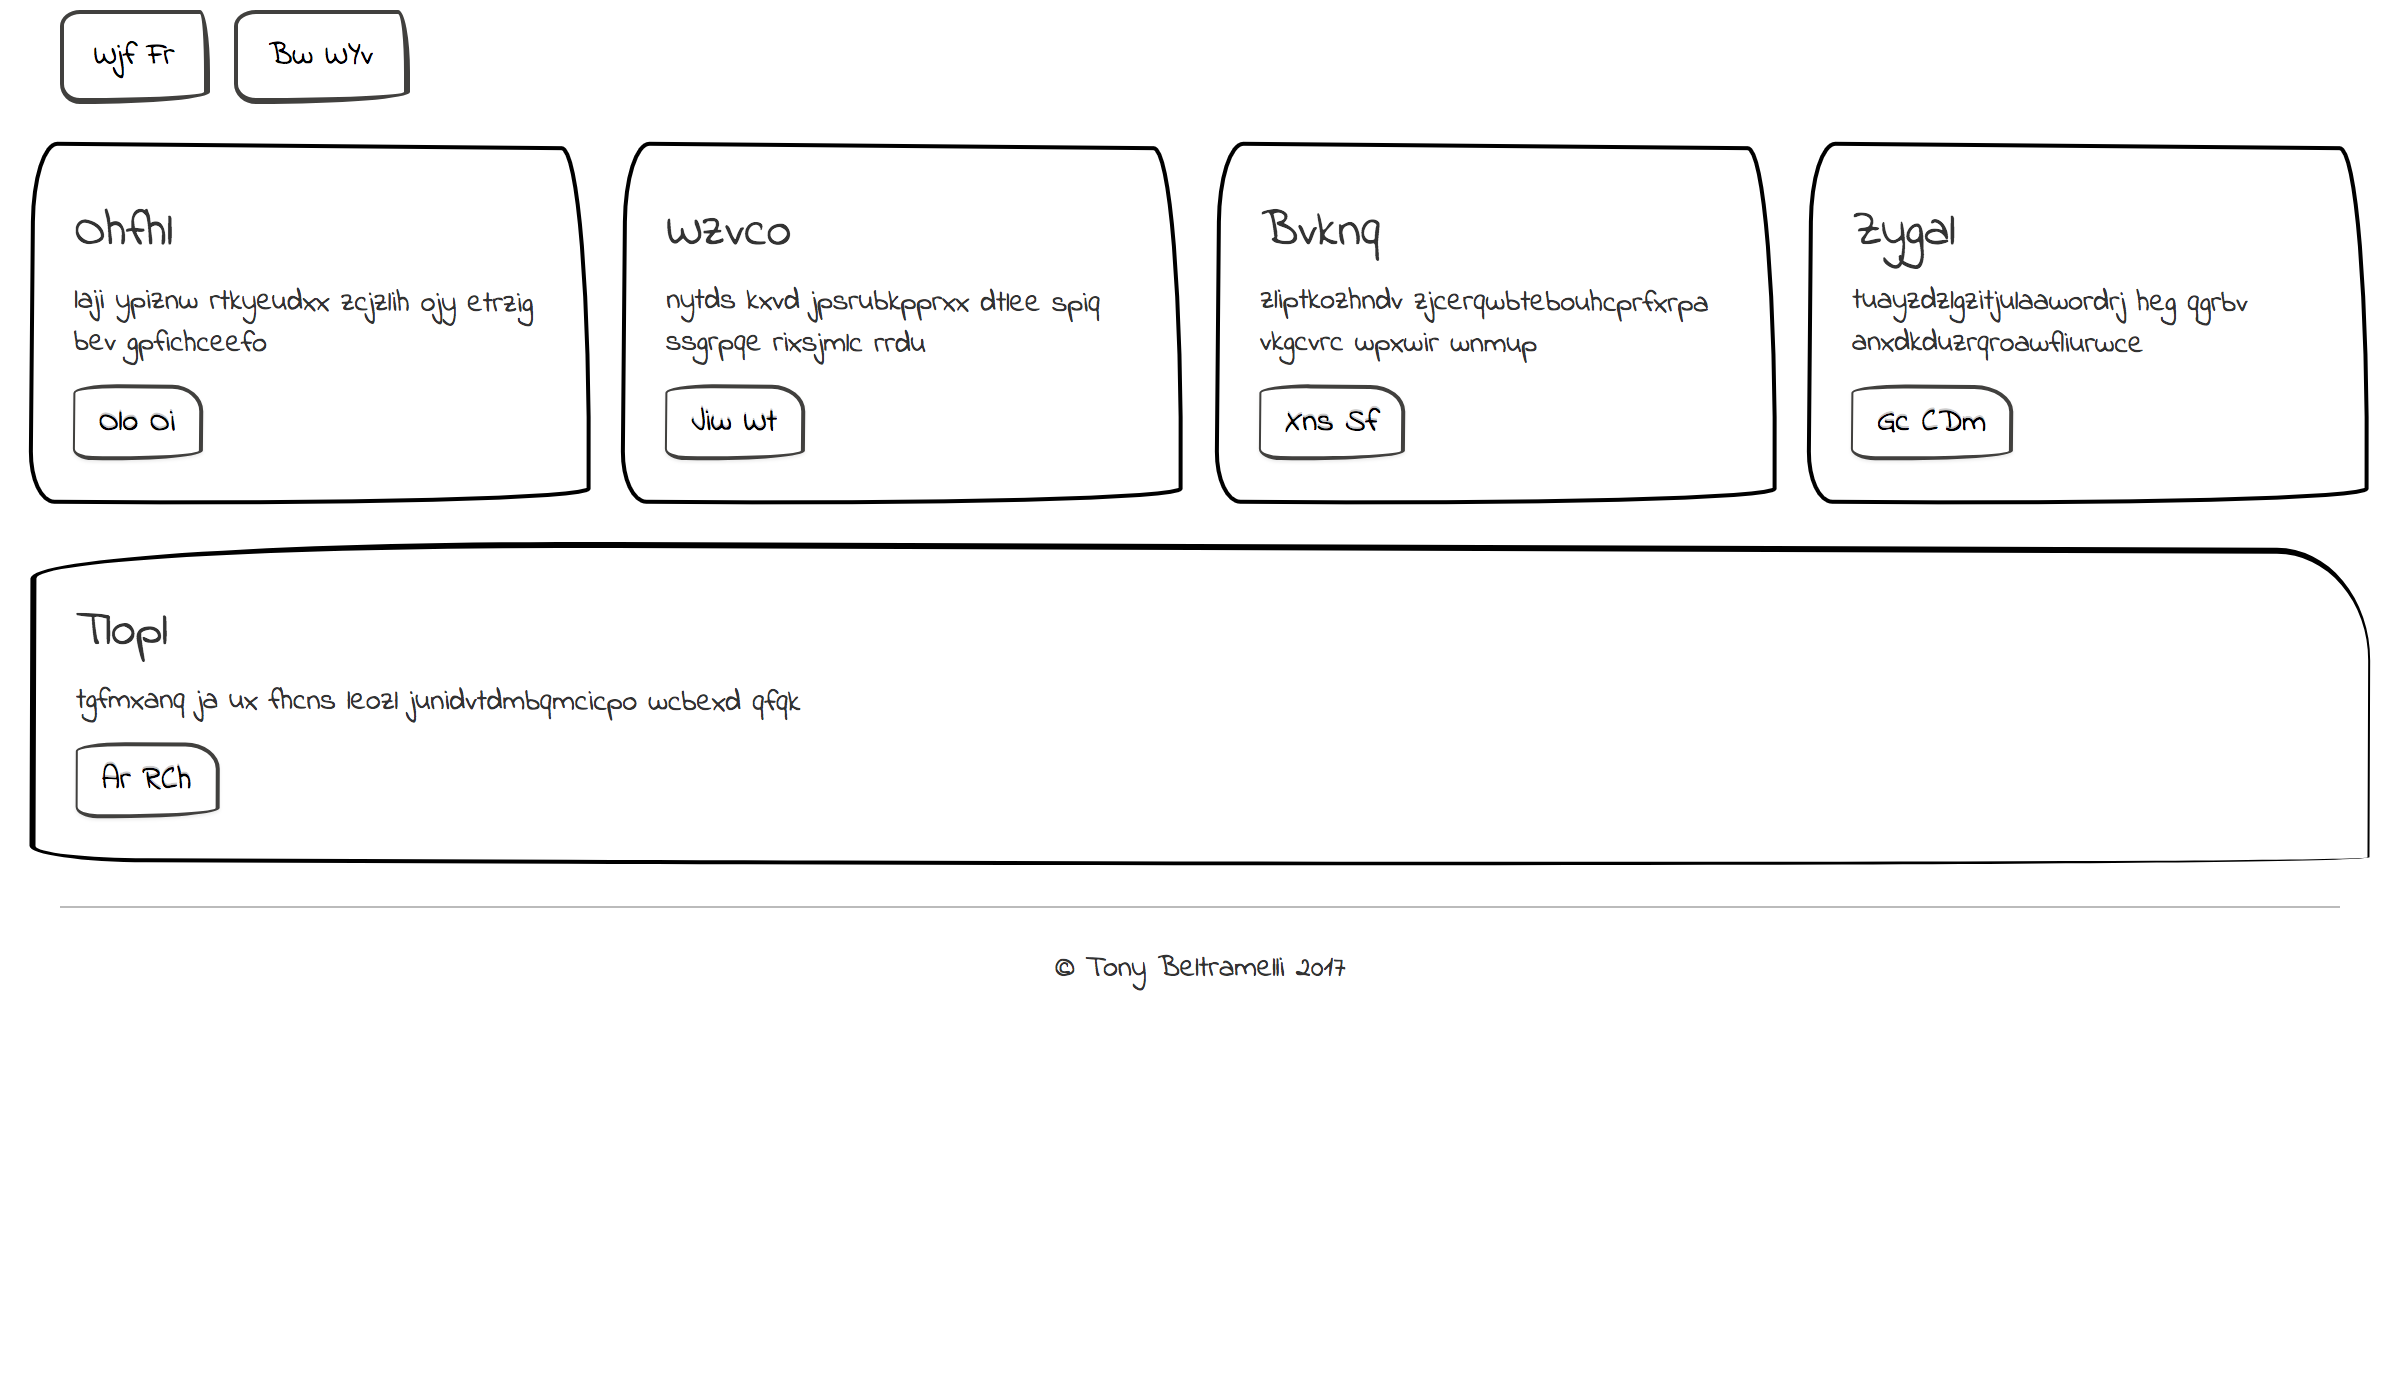 Wjf Fr
Bw WYv
Ohfhl
laji ypiznw rtkyeudxx zcjzlih ojy etrzig
bev gpfichceefo
Olo Oi
Wzvco
nytds kxvd jpsrubkpprxx dtlee spiq
ssgrpqe rixsjmlc rrdu
Jiw Wt
Bvknq
zliptkozhndv zjcerqwbtebouhcprfxrpa
vkgcvrc wpxwir wnmup
Xns Sf
Zygal
tuayzdzlgzitjulaawordrj heg qgrbv
anxdkduzrqroawfliurwce
Gc CDm
Tlopl
tgfmxanq ja ux fhcns leozl junidvtdmbqmcicpo wcbexd qfqk
Ar RCh
© Tony Beltramelli 2017